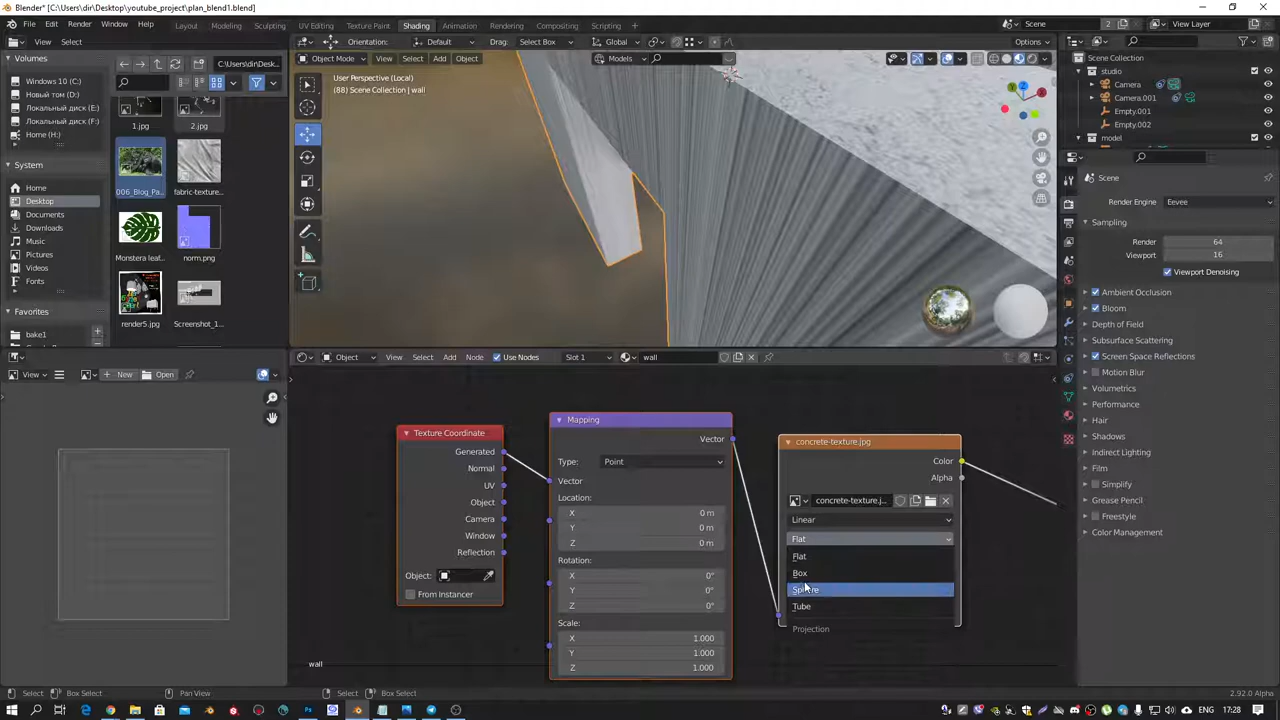 Blender* [C:\Users\dir\Desktop\youtube_project\plan_blend1.blend]
File Edit Render Window Help Layout Modeling Sculpting UV Editing Texture Paint Shading Animation Rendering Compositing Scripting Scene 2 View Layer
View Select
Orientation: Default Drag: Select Box Global Options
Volumes
C:\Users\dir\Desk...
Object Mode View Select Add Object Models
Windows 10 (C:)
Новый том (D:)
Локальный диск (E:)
Локальный диск (F:)
Home (H:)
1.jpg 2.jpg
User Perspective (Local)
(88) Scene Collection | wall
Scene Collection
studio
Camera
Camera.001
Empty.001
Empty.002
model
System
Home
Desktop
Documents
Downloads
Music
Pictures
Videos
Fonts
006_Blog_Pa... fabric-texture...
Monstera leaf... norm.png
render5.jpg Screenshot_1...
Favorites
bake1
Scene
Render Engine Eevee
Sampling
Render 64
Viewport 16
Viewport Denoising
Ambient Occlusion
Bloom
Depth of Field
Subsurface Scattering
Screen Space Reflections
Motion Blur
Volumetrics
Performance
Hair
Shadows
Indirect Lighting
Film
Simplify
Grease Pencil
Freestyle
Color Management
View New Open
Object View Select Add Node Use Nodes Slot 1 wall
Texture Coordinate
Generated
Normal
UV
Object
Camera
Window
Reflection
Object:
From Instancer
Mapping
Vector
Type: Point
Vector
Location:
X 0 m
Y 0 m
Z 0 m
Rotation:
X 0°
Y 0°
Z 0°
Scale:
X 1.000
Y 1.000
Z 1.000
concrete-texture.jpg
Color
Alpha
concrete-texture.j...
Linear
Flat
Flat
Box
Sphere
Tube
Projection
wall
Select Box Select Pan View Select Box Select 2.92.0 Alpha
ENG 17:28